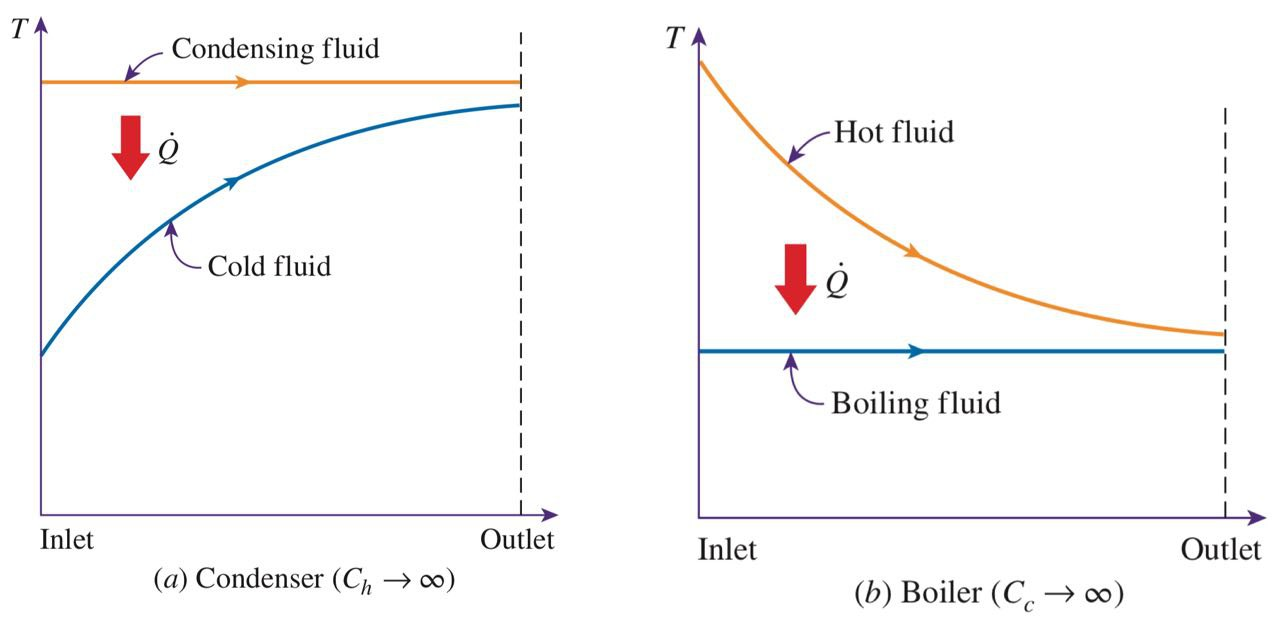 T
Condensing fluid
Q̇
Cold fluid
Inlet
Outlet
(a) Condenser (C_h → ∞)
T
Hot fluid
Q̇
Boiling fluid
Inlet
Outlet
(b) Boiler (C_c → ∞)